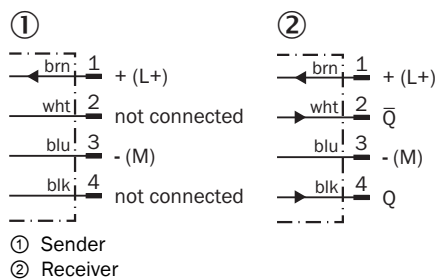 ①
brn 1 + (L+)
wht 2 not connected
blu 3 - (M)
blk 4 not connected
②
brn 1 + (L+)
wht 2 Q̅
blu 3 - (M)
blk 4 Q
① Sender
② Receiver